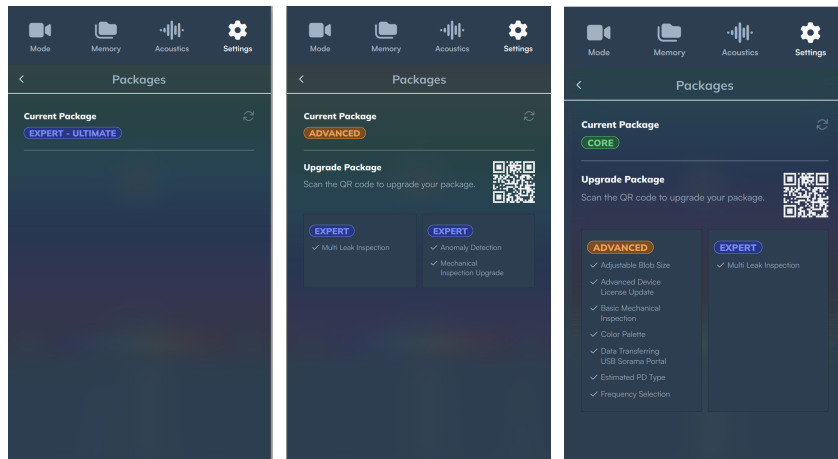 Mode Memory Acoustics Settings
Packages
Current Package
EXPERT - ULTIMATE
Mode Memory Acoustics Settings
Packages
Current Package
ADVANCED
Upgrade Package
Scan the QR code to upgrade your package.
EXPERT
Multi Leak Inspection
EXPERT
Anomaly Detection
Mechanical
Inspection Upgrade
Mode Memory Acoustics Settings
Packages
Current Package
CORE
Upgrade Package
Scan the QR code to upgrade your package.
ADVANCED
Adjustable Blob Size
Advanced Device
License Update
Basic Mechanical
Inspection
Color Palette
Data Transferring
USB Sorama Portal
Estimated PD Type
Frequency Selection
EXPERT
Multi Leak Inspection